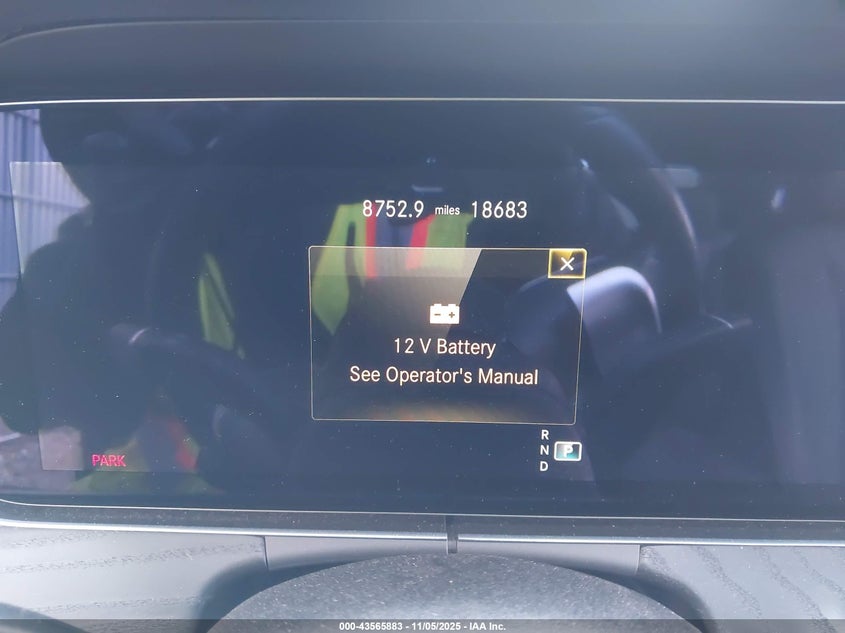 8752.9 miles 18683
12 V Battery
See Operator's Manual
R
N P
D
PARK
000-43565883 - 11/05/2025 - IAA Inc.